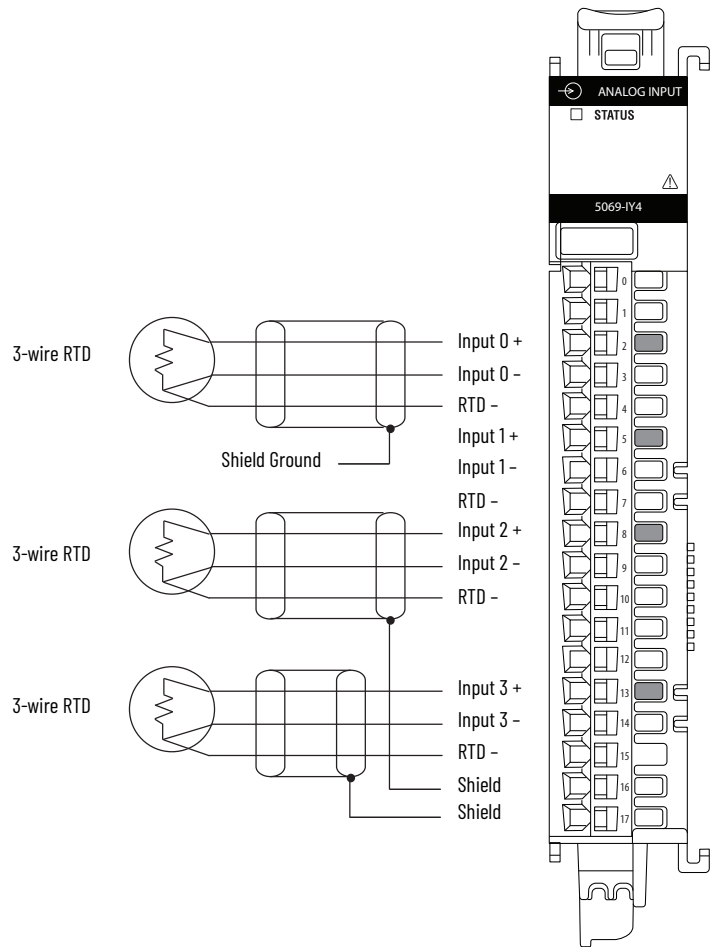 ANALOG INPUT
STATUS
5069-IY4
0
1
3-wire RTD
Input 0 +
2
Input 0 –
3
RTD –
4
Input 1 +
5
Shield Ground
Input 1 –
6
RTD –
7
Input 2 +
8
3-wire RTD
Input 2 –
9
RTD –
10
11
12
Input 3 +
13
3-wire RTD
Input 3 –
14
RTD –
15
Shield
16
Shield
17